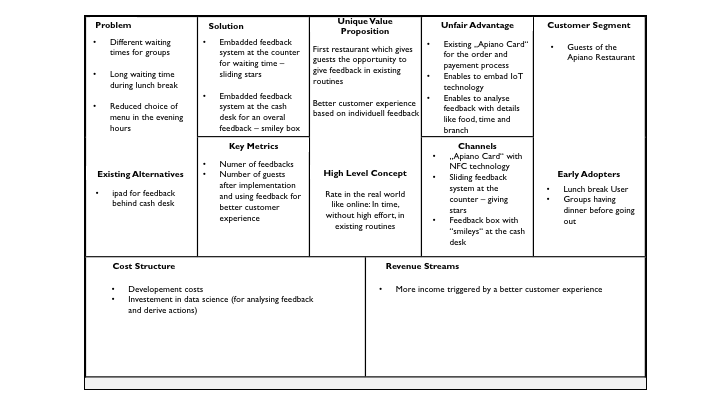 Problem
• Different waiting
times for groups
• Long waiting time
during lunch break
• Reduced choice of
menu in the evening
hours
Existing Alternatives
• ipad for feedback
behind cash desk
Solution
• Embadded feedback
system at the counter
for waiting time –
sliding stars
• Embadded feedback
system at the cash
desk for an overal
feedback – smiley box
Key Metrics
• Numer of feedbacks
• Number of guests
after implementation
and using feedback for
better customer
experience
Unique Value
Proposition
First restaurant which gives
guests the opportunity to
give feedback in existing
routines
Better customer experience
based on individuell feedback
High Level Concept
Rate in the real world
like online: In time,
without high effort, in
existing routines
Unfair Advantage
• Existing „Apiano Card“
for the order and
payement process
• Enables to embad IoT
technology
• Enables to analyse
feedback with details
like food, time and
branch
Channels
• „Apiano Card“ with
NFC technology
• Sliding feedback
system at the
counter – giving
stars
• Feedback box with
“smileys“ at the cash
desk
Customer Segment
• Guests of the
Apiano Restaurant
Early Adopters
• Lunch break User
• Groups having
dinner before going
out
Cost Structure
• Developement costs
• Investement in data science (for analysing feedback
and derive actions)
Revenue Streams
• More income triggered by a better customer experience